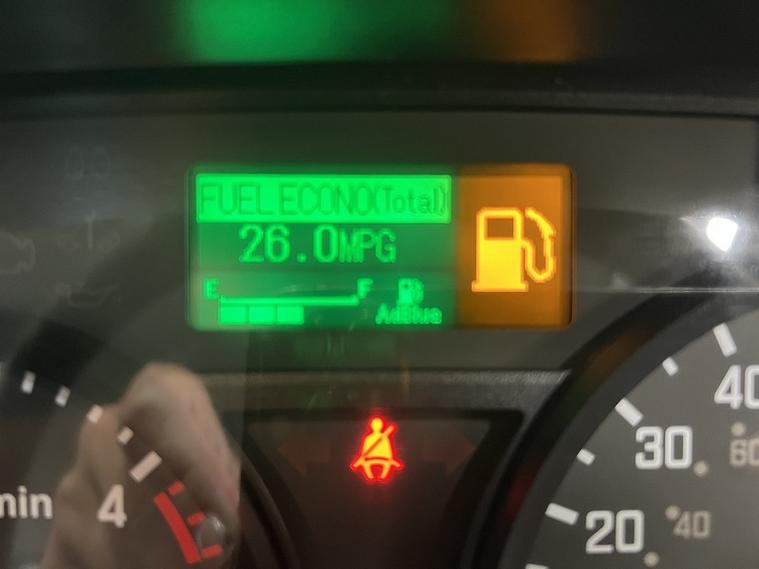 FUEL ECONO(Total)
26.0MPG
E F
AdBlue
min
4
40
30
60
20
40